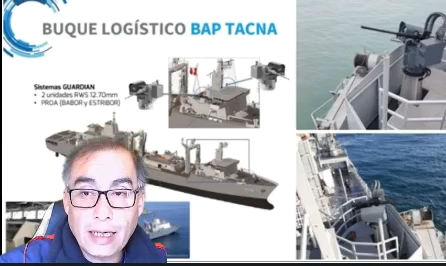 BUQUE LOGÍSTICO BAP TACNA
Sistemas GUARDIAN
• 2 unidades RWS 12.70mm
• PROA (BABOR y ESTRIBOR)